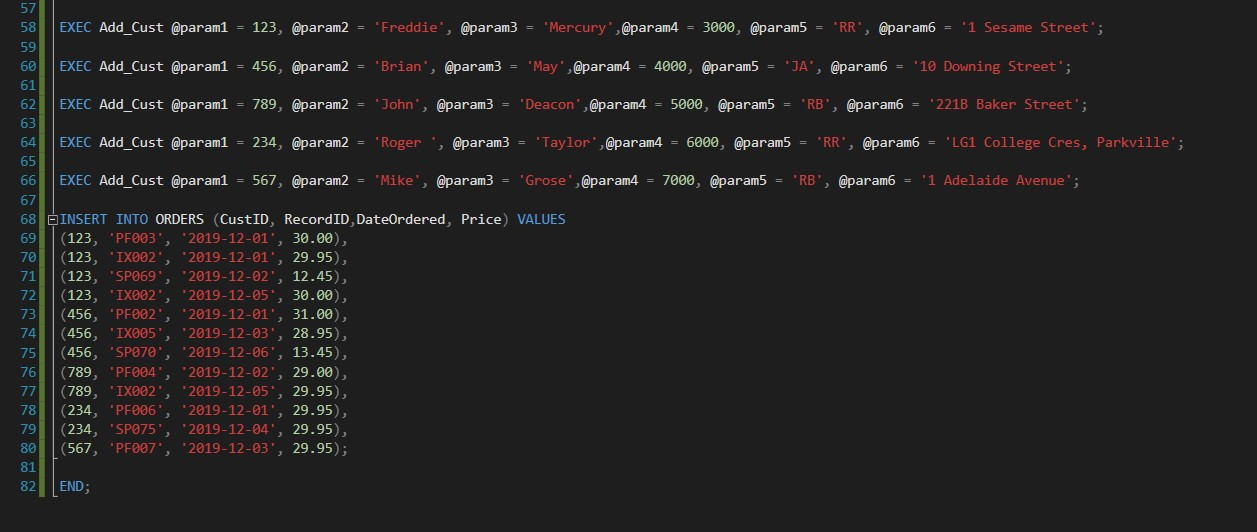 57
58 EXEC Add_Cust @param1 = 123, @param2 = 'Freddie', @param3 = 'Mercury',@param4 = 3000, @param5 = 'RR', @param6 = '1 Sesame Street';
59
60 EXEC Add_Cust @param1 = 456, @param2 = 'Brian', @param3 = 'May',@param4 = 4000, @param5 = 'JA', @param6 = '10 Downing Street';
61
62 EXEC Add_Cust @param1 = 789, @param2 = 'John', @param3 = 'Deacon',@param4 = 5000, @param5 = 'RB', @param6 = '221B Baker Street';
63
64 EXEC Add_Cust @param1 = 234, @param2 = 'Roger ', @param3 = 'Taylor',@param4 = 6000, @param5 = 'RR', @param6 = 'LG1 College Cres, Parkville';
65
66 EXEC Add_Cust @param1 = 567, @param2 = 'Mike', @param3 = 'Grose',@param4 = 7000, @param5 = 'RB', @param6 = '1 Adelaide Avenue';
67
68 INSERT INTO ORDERS (CustID, RecordID,DateOrdered, Price) VALUES
69 (123, 'PF003', '2019-12-01', 30.00),
70 (123, 'IX002', '2019-12-01', 29.95),
71 (123, 'SP069', '2019-12-02', 12.45),
72 (123, 'IX002', '2019-12-05', 30.00),
73 (456, 'PF002', '2019-12-01', 31.00),
74 (456, 'IX005', '2019-12-03', 28.95),
75 (456, 'SP070', '2019-12-06', 13.45),
76 (789, 'PF004', '2019-12-02', 29.00),
77 (789, 'IX002', '2019-12-05', 29.95),
78 (234, 'PF006', '2019-12-01', 29.95),
79 (234, 'SP075', '2019-12-04', 29.95),
80 (567, 'PF007', '2019-12-03', 29.95);
81
82 END;